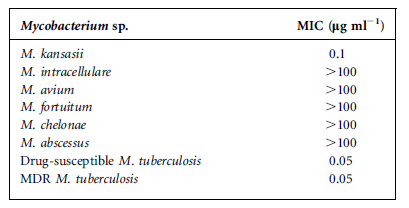 Mycobacterium sp. MIC (µg ml⁻¹)
M. kansasii 0.1
M. intracellulare >100
M. avium >100
M. fortuitum >100
M. chelonae >100
M. abscessus >100
Drug-susceptible M. tuberculosis 0.05
MDR M. tuberculosis 0.05